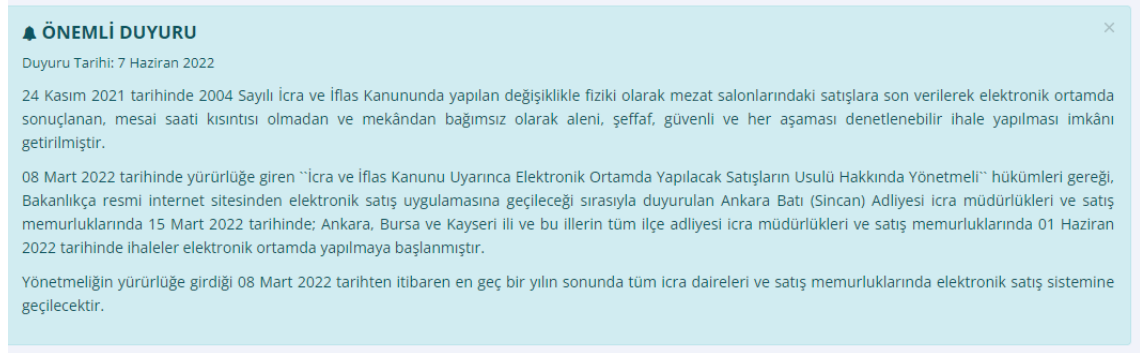 ÖNEMLİ DUYURU
Duyuru Tarihi: 7 Haziran 2022
24 Kasım 2021 tarihinde 2004 Sayılı İcra ve İflas Kanununda yapılan değişiklikle fiziki olarak mezat salonlarındaki satışlara son verilerek elektronik ortamda
sonuçlanan, mesai saati kısıntısı olmadan ve mekândan bağımsız olarak aleni, şeffaf, güvenli ve her aşaması denetlenebilir ihale yapılması imkânı
getirilmiştir.
08 Mart 2022 tarihinde yürürlüğe giren ``İcra ve İflas Kanunu Uyarınca Elektronik Ortamda Yapılacak Satışların Usulü Hakkında Yönetmeli`` hükümleri gereği,
Bakanlıkça resmi internet sitesinden elektronik satış uygulamasına geçileceği sırasıyla duyurulan Ankara Batı (Sincan) Adliyesi icra müdürlükleri ve satış
memurluklarında 15 Mart 2022 tarihinde; Ankara, Bursa ve Kayseri ili ve bu illerin tüm ilçe adliyesi icra müdürlükleri ve satış memurluklarında 01 Haziran
2022 tarihinde ihaleler elektronik ortamda yapılmaya başlanmıştır.
Yönetmeliğin yürürlüğe girdiği 08 Mart 2022 tarihten itibaren en geç bir yılın sonunda tüm icra daireleri ve satış memurluklarında elektronik satış sistemine
geçilecektir.